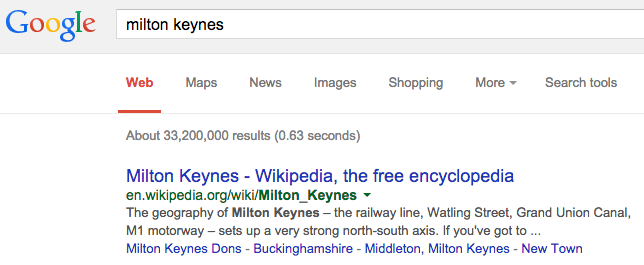 Google milton keynes
Web Maps News Images Shopping More Search tools
About 33,200,000 results (0.63 seconds)
Milton Keynes - Wikipedia, the free encyclopedia
en.wikipedia.org/wiki/Milton_Keynes
The geography of Milton Keynes – the railway line, Watling Street, Grand Union Canal,
M1 motorway – sets up a very strong north-south axis. If you've got to ...
Milton Keynes Dons - Buckinghamshire - Middleton, Milton Keynes - New Town